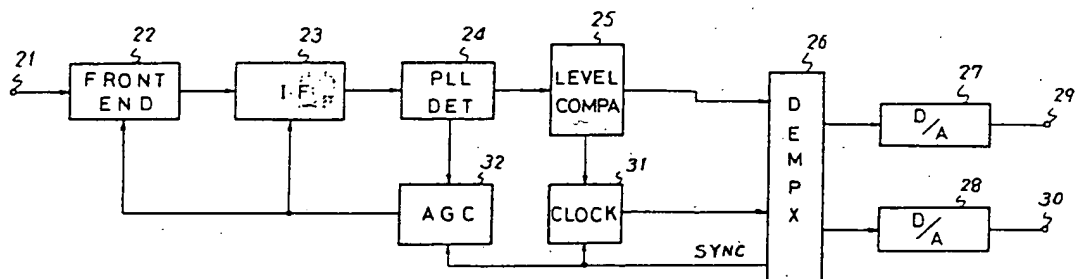 21
22
FRONT
END
23
I·F
24
PLL
DET
25
LEVEL
COMPA
26
DEMPX
27
D/A
29
28
D/A
30
32
AGC
31
CLOCK
SYNC